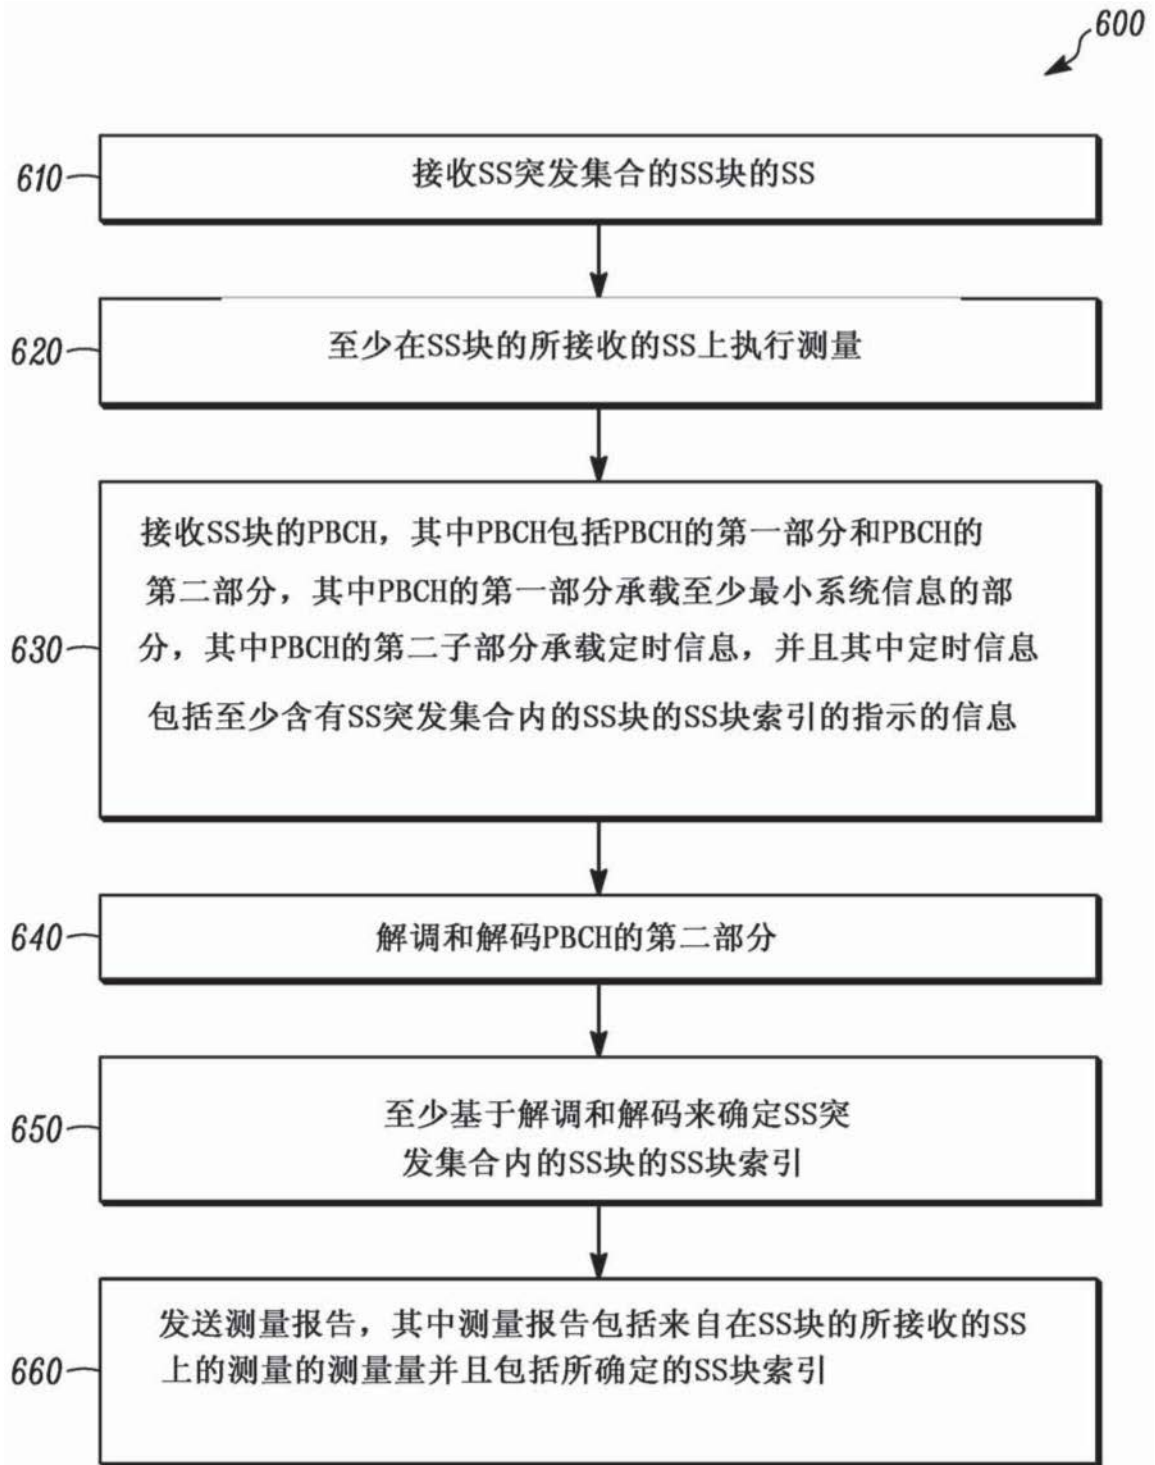 600
610
接收SS突发集合的SS块的SS
620
至少在SS块的所接收的SS上执行测量
630
接收SS块的PBCH，其中PBCH包括PBCH的第一部分和PBCH的
第二部分，其中PBCH的第一部分承载至少最小系统信息的部
分，其中PBCH的第二子部分承载定时信息，并且其中定时信息
包括至少含有SS突发集合内的SS块的SS块索引的指示的信息
640
解调和解码PBCH的第二部分
650
至少基于解调和解码来确定SS突
发集合内的SS块的SS块索引
660
发送测量报告，其中测量报告包括来自在SS块的所接收的SS
上的测量的测量量并且包括所确定的SS块索引